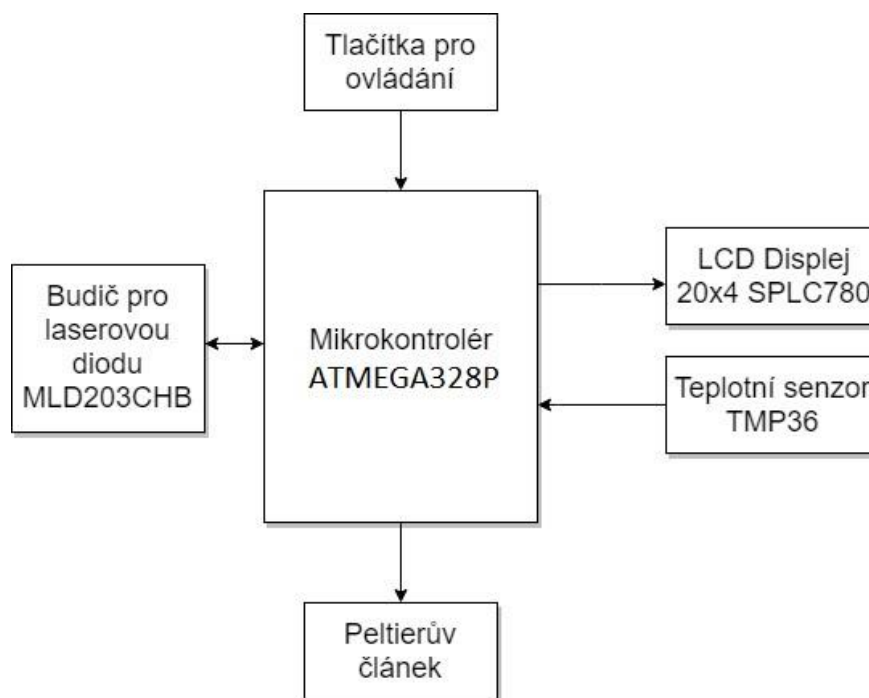 Tlačítka pro
ovládání
LCD Displej
20x4 SPLC780
Budič pro
laserovou
diodu
MLD203CHB
Mikrokontrolér
ATMEGA328P
Teplotní senzor
TMP36
Peltierův
článek